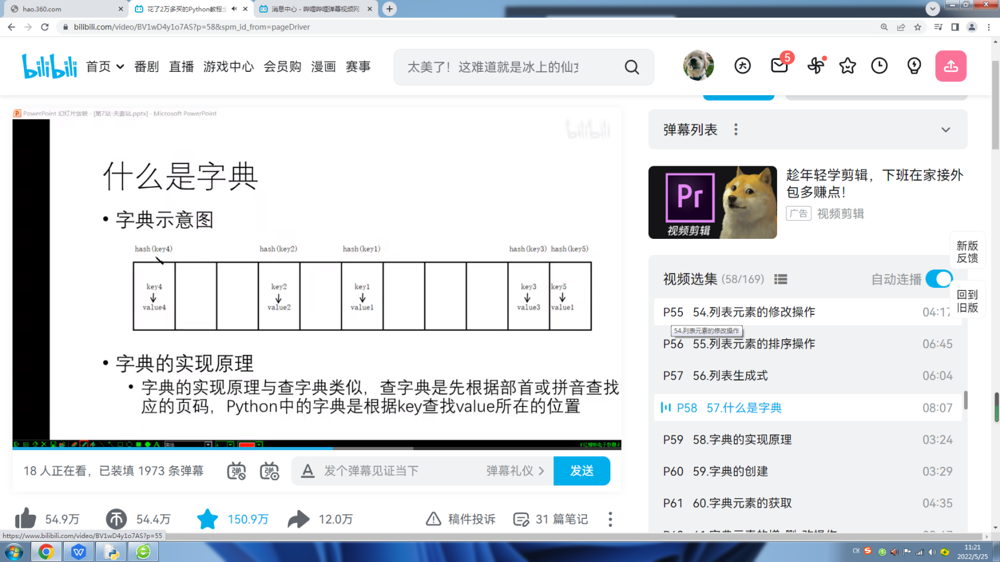 hao.360.com
花了2万多买的Python教程全
消息中心 - 哔哩哔哩弹幕视频网
bilibili.com/video/BV1wD4y1o7AS?p=58&spm_id_from=pageDriver
bilibili
首页 番剧 直播 游戏中心 会员购 漫画 赛事
太美了！这难道就是冰上的仙女
5
PowerPoint 幻灯片放映 - [第7站-夫妻站.pptx] - Microsoft PowerPoint
bilibili
什么是字典
• 字典示意图
hash(key4) hash(key2) hash(key1) hash(key3) hash(key5)
key4 key2 key1 key3 key5
value4 value2 value1 value3 value1
• 字典的实现原理
• 字典的实现原理与查字典类似，查字典是先根据部首或拼音查找
应的页码，Python中的字典是根据key查找value所在的位置
宋体
18 人正在看，已装填 1973 条弹幕
弹 弹
A 发个弹幕见证当下 弹幕礼仪 发送
54.9万 54.4万 150.9万 12.0万 稿件投诉 31 篇笔记
弹幕列表
Pr
视频剪辑
趁年轻学剪辑，下班在家接外
包多赚点！
广告 视频剪辑
新版
反馈
回到
旧版
视频选集 (58/169) 自动连播
P55 54.列表元素的修改操作 04:17
54.列表元素的修改操作
P56 55.列表元素的排序操作 06:45
P57 56.列表生成式 06:04
P58 57.什么是字典 08:07
P59 58.字典的实现原理 03:24
P60 59.字典的创建 03:29
P61 60.字典元素的获取 04:35
https://www.bilibili.com/video/BV1wD4y1o7AS?p=55
CH
11:21
2022/5/25